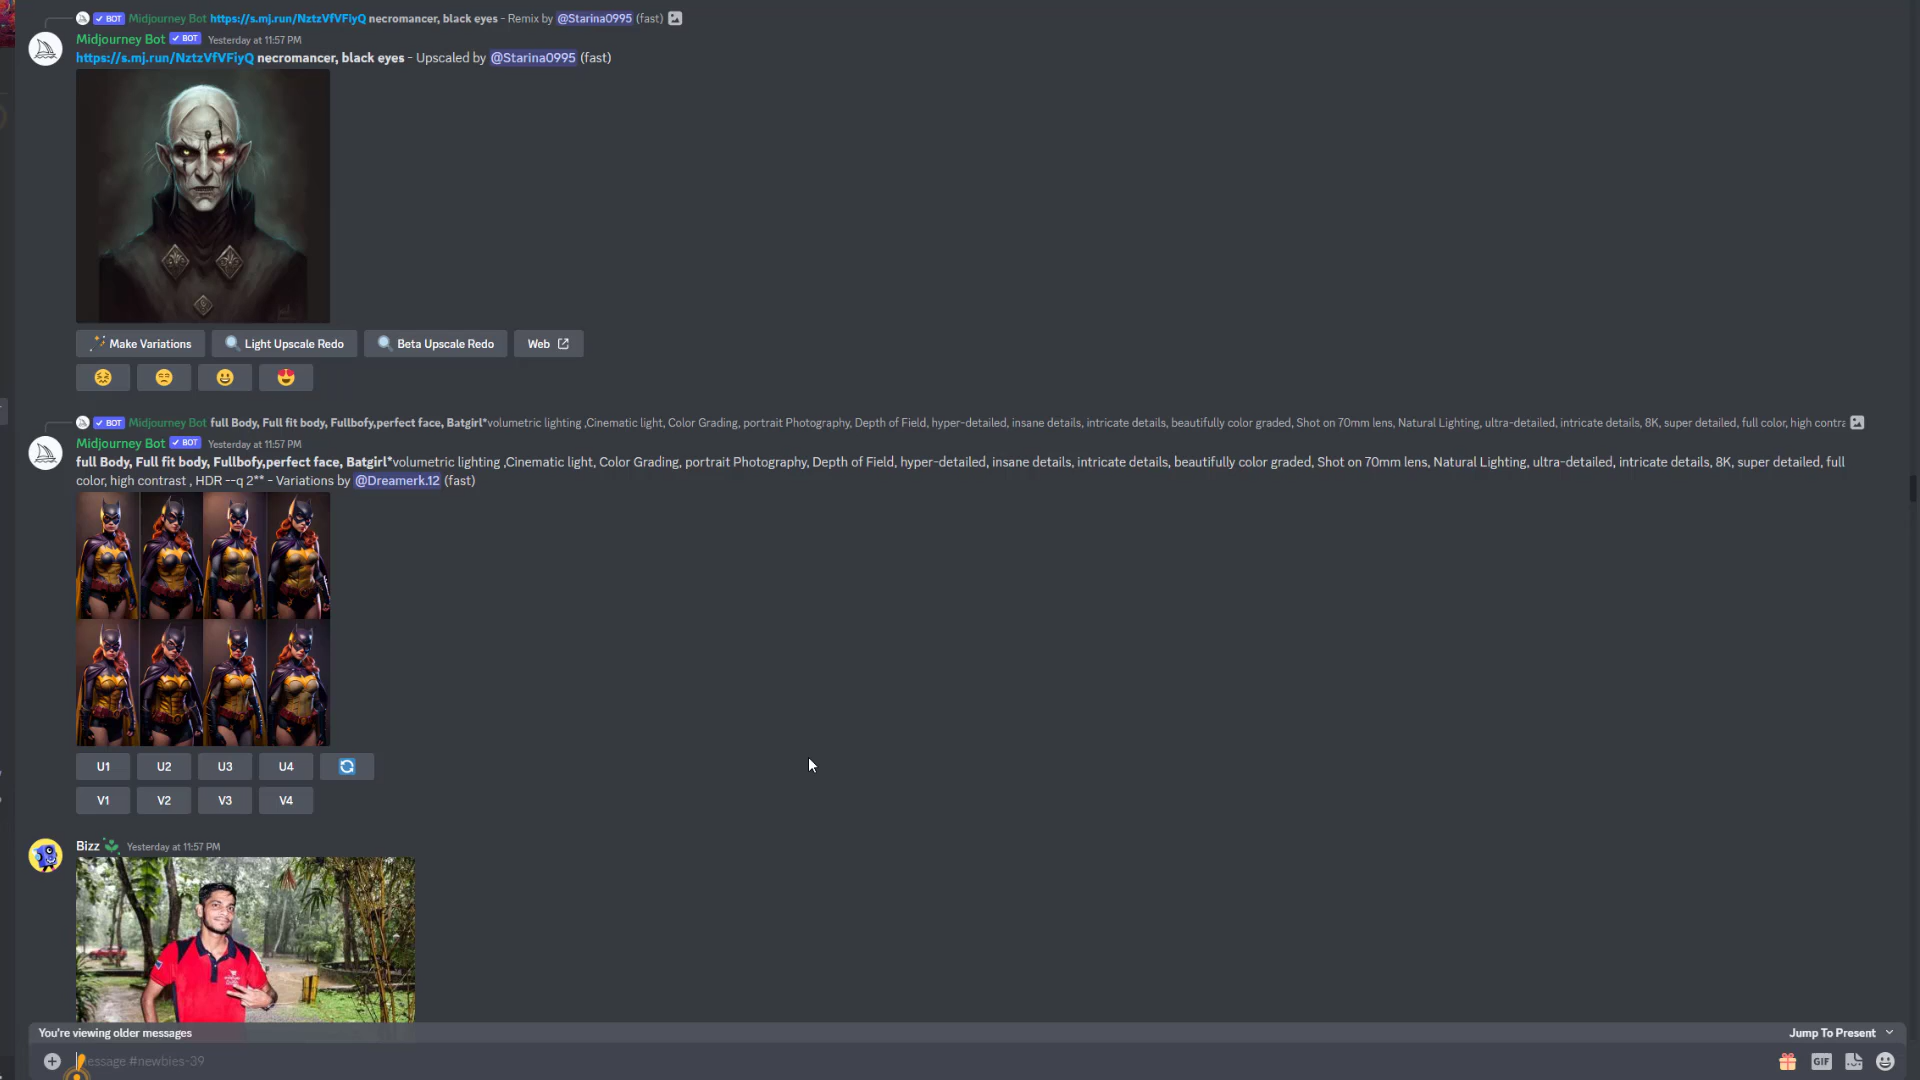 BOT Midjourney Bot https://s.mj.run/NztzVfVFiyQ necromancer, black eyes - Remix by @Starina0995 (fast)
Midjourney Bot BOT Yesterday at 11:57 PM
https://s.mj.run/NztzVfVFiyQ necromancer, black eyes - Upscaled by @Starina0995 (fast)
Make Variations Light Upscale Redo Beta Upscale Redo Web
BOT Midjourney Bot full Body, Full fit body, Fullbofy,perfect face, Batgirl*volumetric lighting ,Cinematic light, Color Grading, portrait Photography, Depth of Field, hyper-detailed, insane details, intricate details, beautifully color graded, Shot on 70mm lens, Natural Lighting, ultra-detailed, intricate details, 8K, super detailed, full color, high contra
Midjourney Bot BOT Yesterday at 11:57 PM
full Body, Full fit body, Fullbofy,perfect face, Batgirl*volumetric lighting ,Cinematic light, Color Grading, portrait Photography, Depth of Field, hyper-detailed, insane details, intricate details, beautifully color graded, Shot on 70mm lens, Natural Lighting, ultra-detailed, intricate details, 8K, super detailed, full
color, high contrast , HDR --q 2** - Variations by @Dreamerk.12 (fast)
U1 U2 U3 U4
V1 V2 V3 V4
Bizz Yesterday at 11:57 PM
You're viewing older messages Jump To Present
essage #newbies-39 GIF